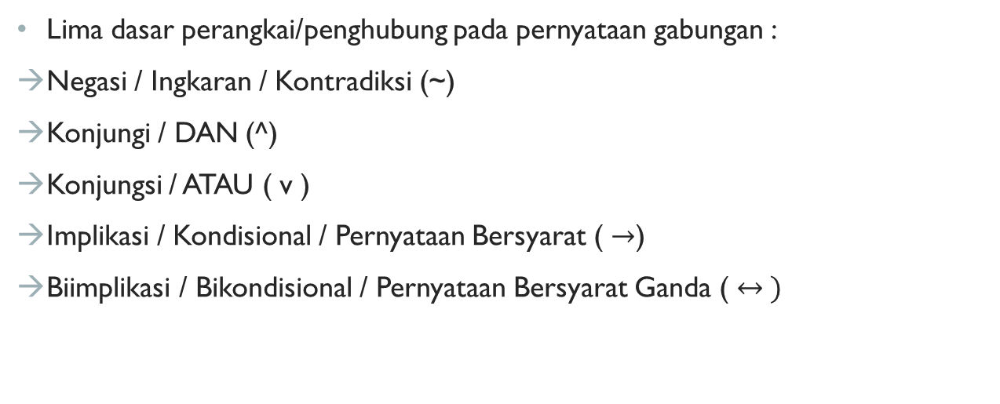 • Lima dasar perangkai/penghubung pada pernyataan gabungan :
→Negasi / Ingkaran / Kontradiksi (~)
→Konjungi / DAN (^)
→Konjungsi / ATAU ( v )
→Implikasi / Kondisional / Pernyataan Bersyarat ( →)
→Biimplikasi / Bikondisional / Pernyataan Bersyarat Ganda ( ↔ )